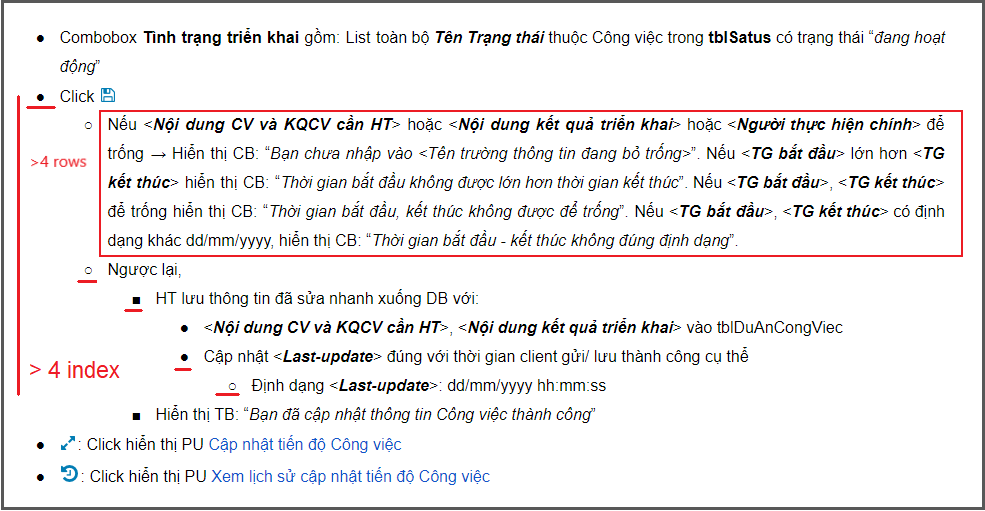 ● Combobox Tình trạng triển khai gồm: List toàn bộ Tên Trạng thái thuộc Công việc trong tblSatus có trạng thái “đang hoạt
động”
● Click
○ Nếu <Nội dung CV và KQCV cần HT> hoặc <Nội dung kết quả triển khai> hoặc <Người thực hiện chính> để
>4 rows
trống → Hiển thị CB: “Bạn chưa nhập vào <Tên trường thông tin đang bỏ trống>”. Nếu <TG bắt đầu> lớn hơn <TG
kết thúc> hiển thị CB: “Thời gian bắt đầu không được lớn hơn thời gian kết thúc”. Nếu <TG bắt đầu>, <TG kết thúc>
để trống hiển thị CB: “Thời gian bắt đầu, kết thúc không được để trống”. Nếu <TG bắt đầu>, <TG kết thúc> có định
dạng khác dd/mm/yyyy, hiển thị CB: “Thời gian bắt đầu - kết thúc không đúng định dạng”.
○ Ngược lại,
■ HT lưu thông tin đã sửa nhanh xuống DB với:
● <Nội dung CV và KQCV cần HT>, <Nội dung kết quả triển khai> vào tblDuAnCongViec
● Cập nhật <Last-update> đúng với thời gian client gửi/ lưu thành công cụ thể
> 4 index
○ Định dạng <Last-update>: dd/mm/yyyy hh:mm:ss
■ Hiển thị TB: “Bạn đã cập nhật thông tin Công việc thành công”
● : Click hiển thị PU Cập nhật tiến độ Công việc
● : Click hiển thị PU Xem lịch sử cập nhật tiến độ Công việc